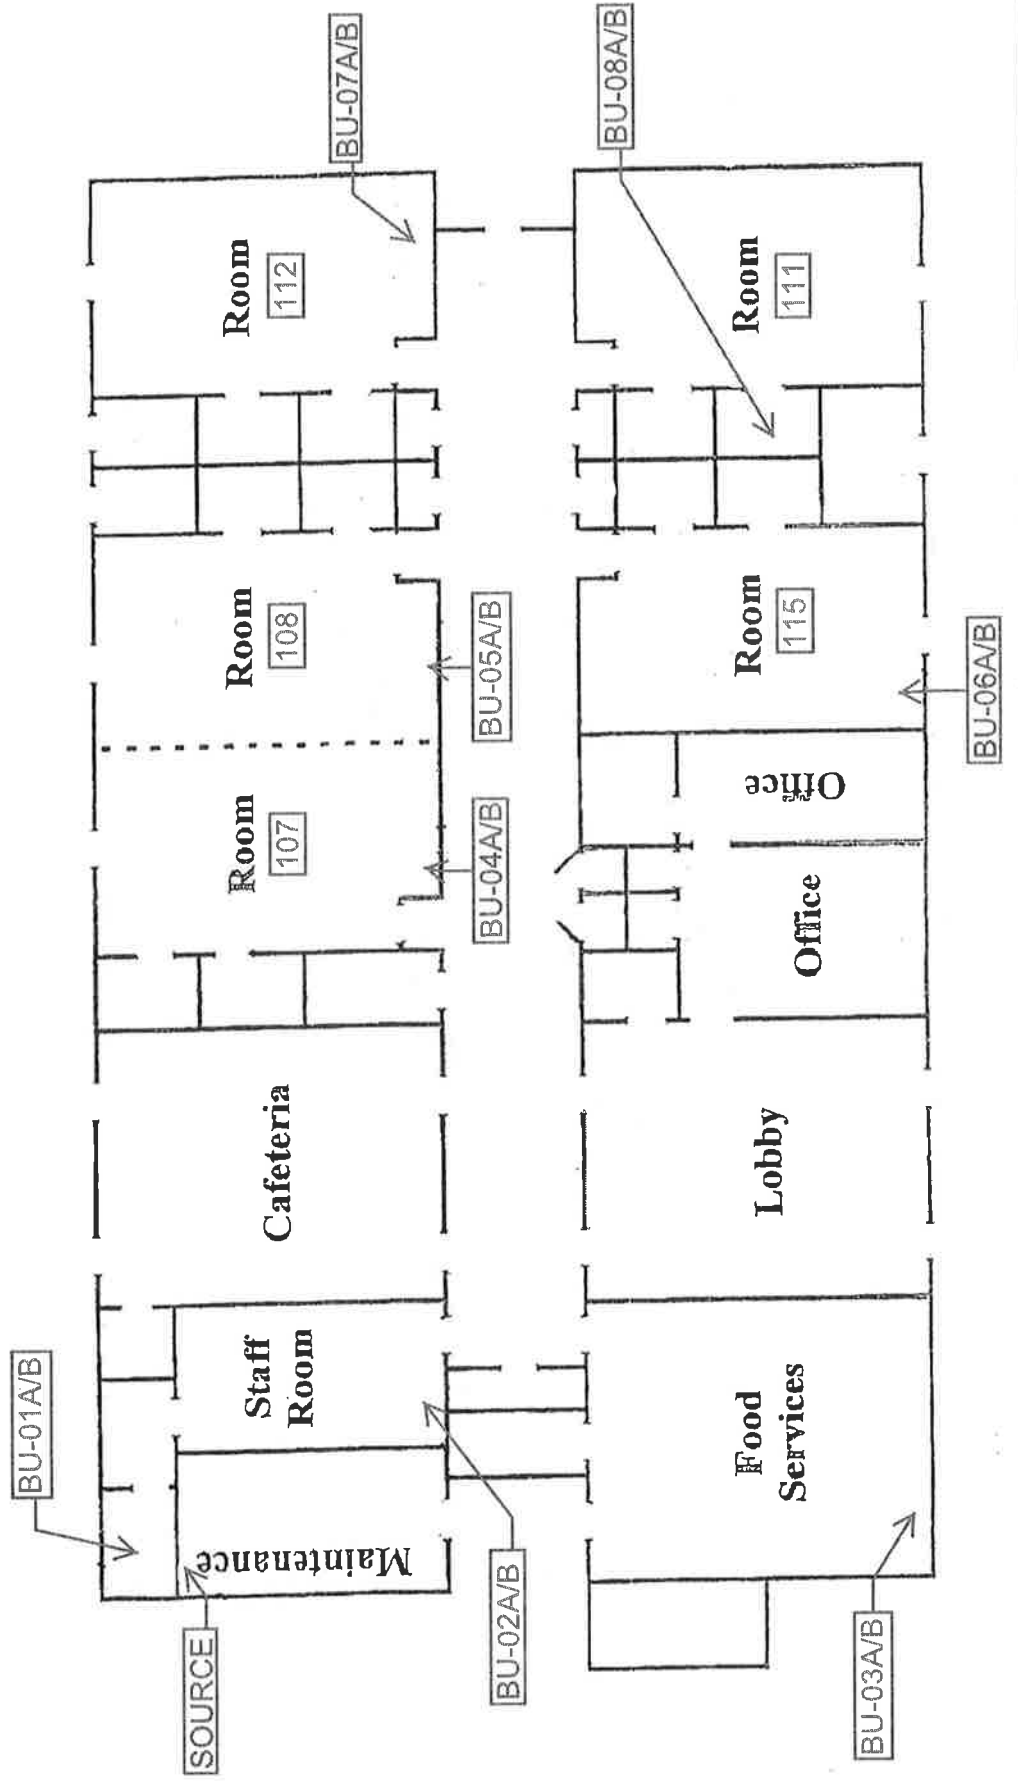 BU-01A/B
SOURCE
Maintenance
Staff
Room
Cafeteria
Room
107
Room
108
Room
112
BU-07A/B
BU-02A/B
BU-04A/B
BU-05A/B
BU-08A/B
Food
Services
Lobby
Office
Office
Room
115
Room
111
BU-03A/B
BU-06A/B